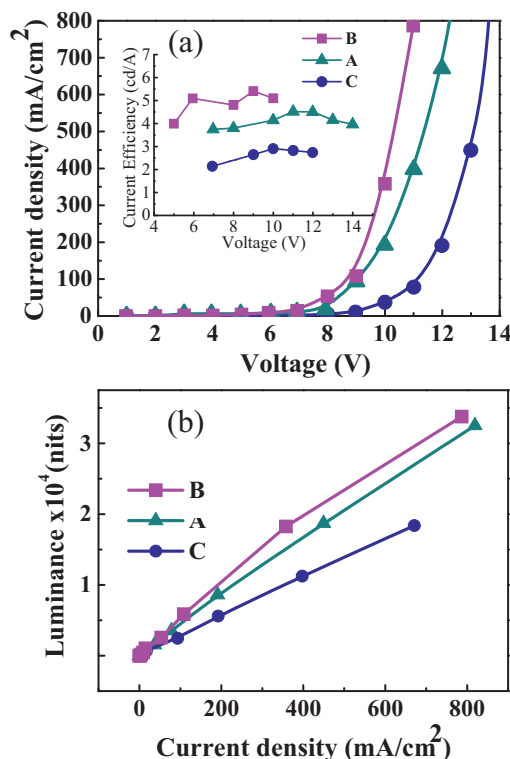 (a)
B
A
C
Current density (mA/cm²)
800
700
600
500
400
300
200
100
0
0 2 4 6 8 10 12 14
Voltage (V)
Current Efficiency (cd/A)
7
6
5
4
3
2
1
0
4 6 8 10 12 14
Voltage (V)
(b)
B
A
C
Luminance x10⁴(nits)
3
2
1
0
0 200 400 600 800
Current density (mA/cm²)